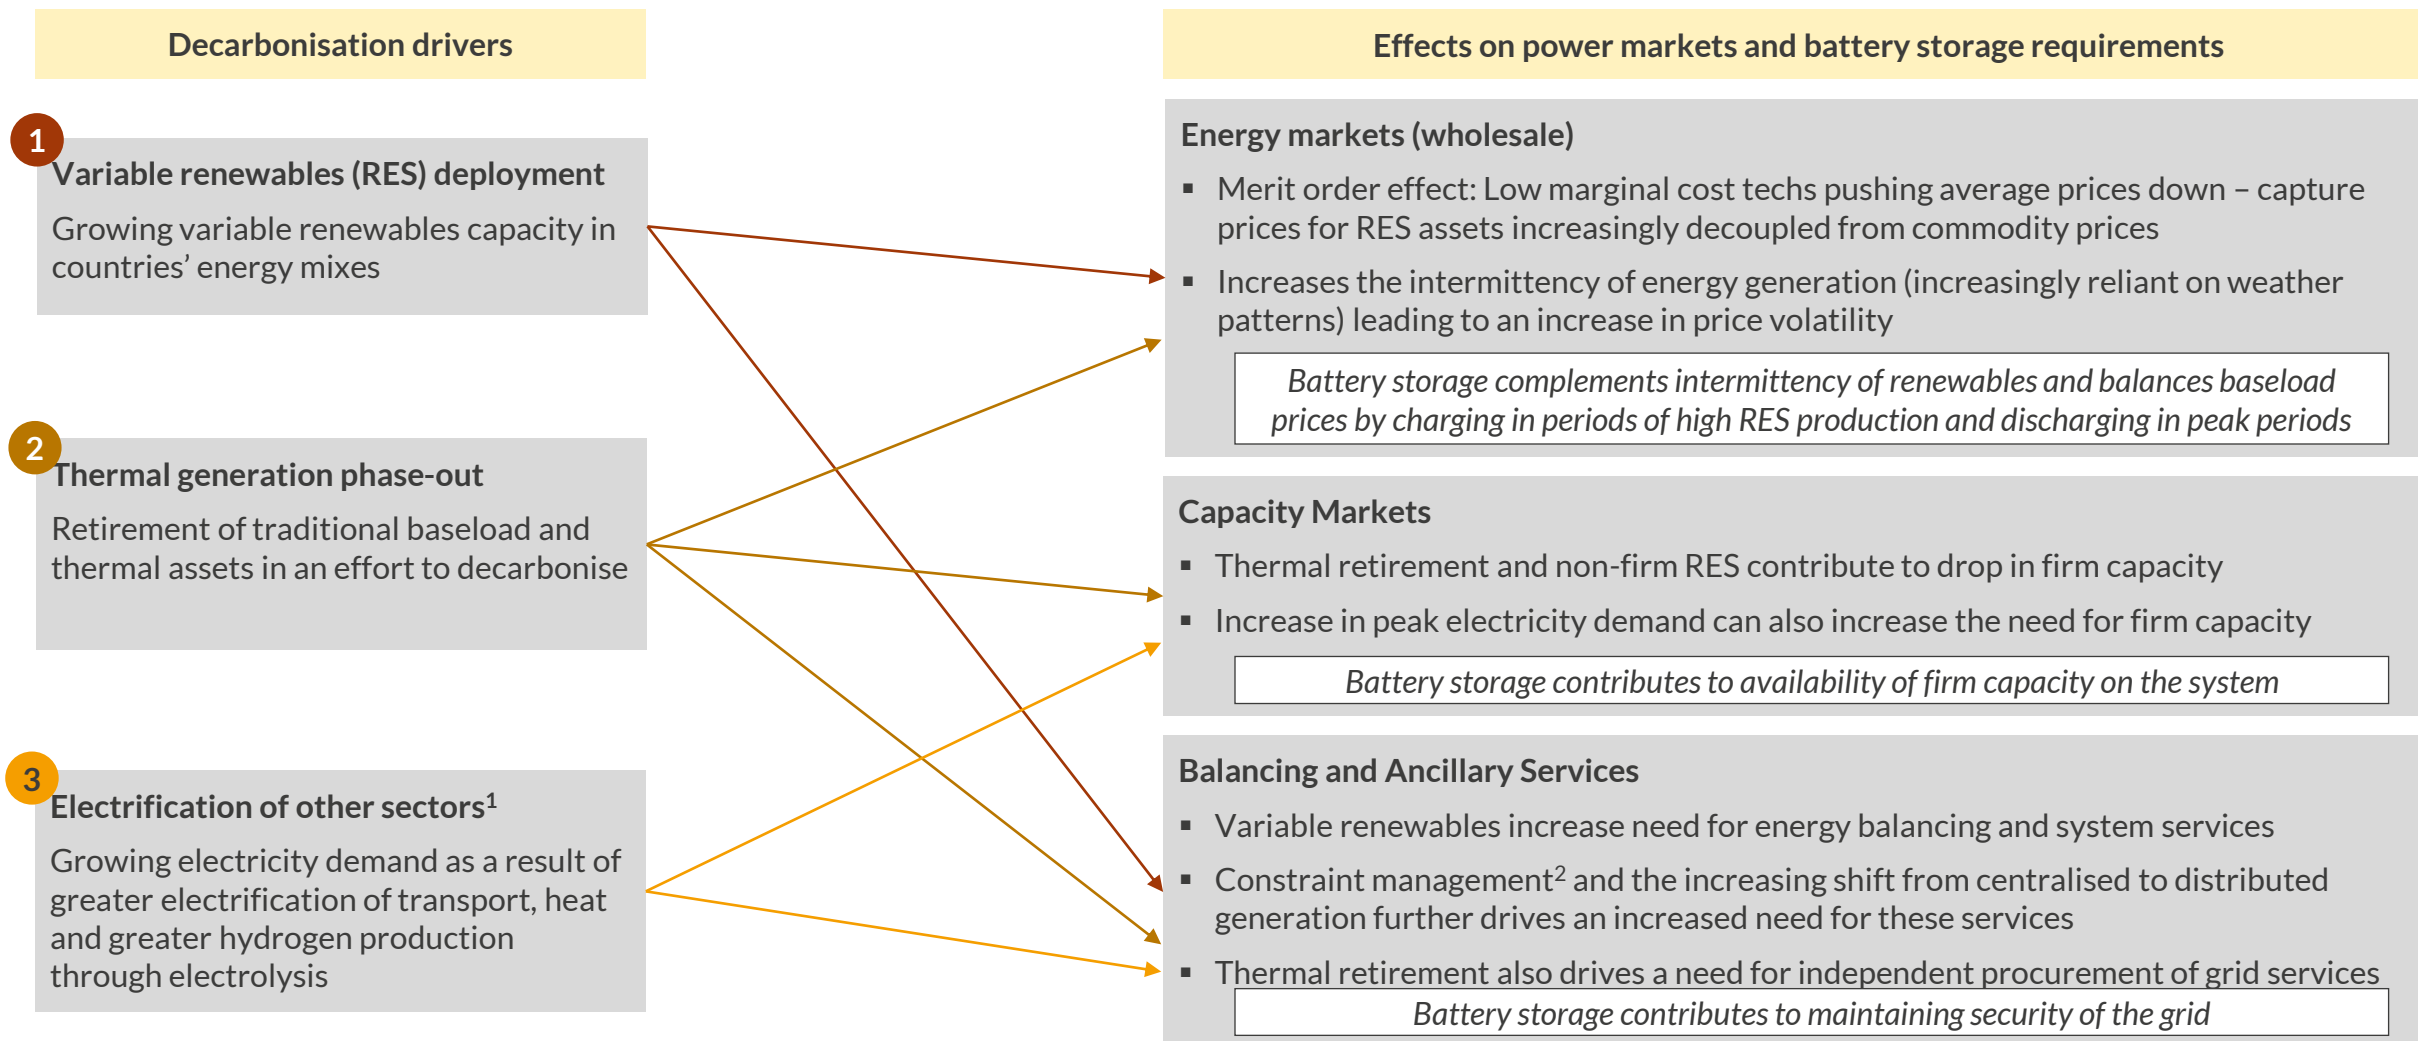 Decarbonisation drivers
1
Variable renewables (RES) deployment
Growing variable renewables capacity in
countries’ energy mixes
2
Thermal generation phase-out
Retirement of traditional baseload and
thermal assets in an effort to decarbonise
3
Electrification of other sectors¹
Growing electricity demand as a result of
greater electrification of transport, heat
and greater hydrogen production
through electrolysis
Effects on power markets and battery storage requirements
Energy markets (wholesale)
▪ Merit order effect: Low marginal cost techs pushing average prices down – capture
prices for RES assets increasingly decoupled from commodity prices
▪ Increases the intermittency of energy generation (increasingly reliant on weather
patterns) leading to an increase in price volatility
Battery storage complements intermittency of renewables and balances baseload
prices by charging in periods of high RES production and discharging in peak periods
Capacity Markets
▪ Thermal retirement and non-firm RES contribute to drop in firm capacity
▪ Increase in peak electricity demand can also increase the need for firm capacity
Battery storage contributes to availability of firm capacity on the system
Balancing and Ancillary Services
▪ Variable renewables increase need for energy balancing and system services
▪ Constraint management² and the increasing shift from centralised to distributed
generation further drives an increased need for these services
▪ Thermal retirement also drives a need for independent procurement of grid services
Battery storage contributes to maintaining security of the grid